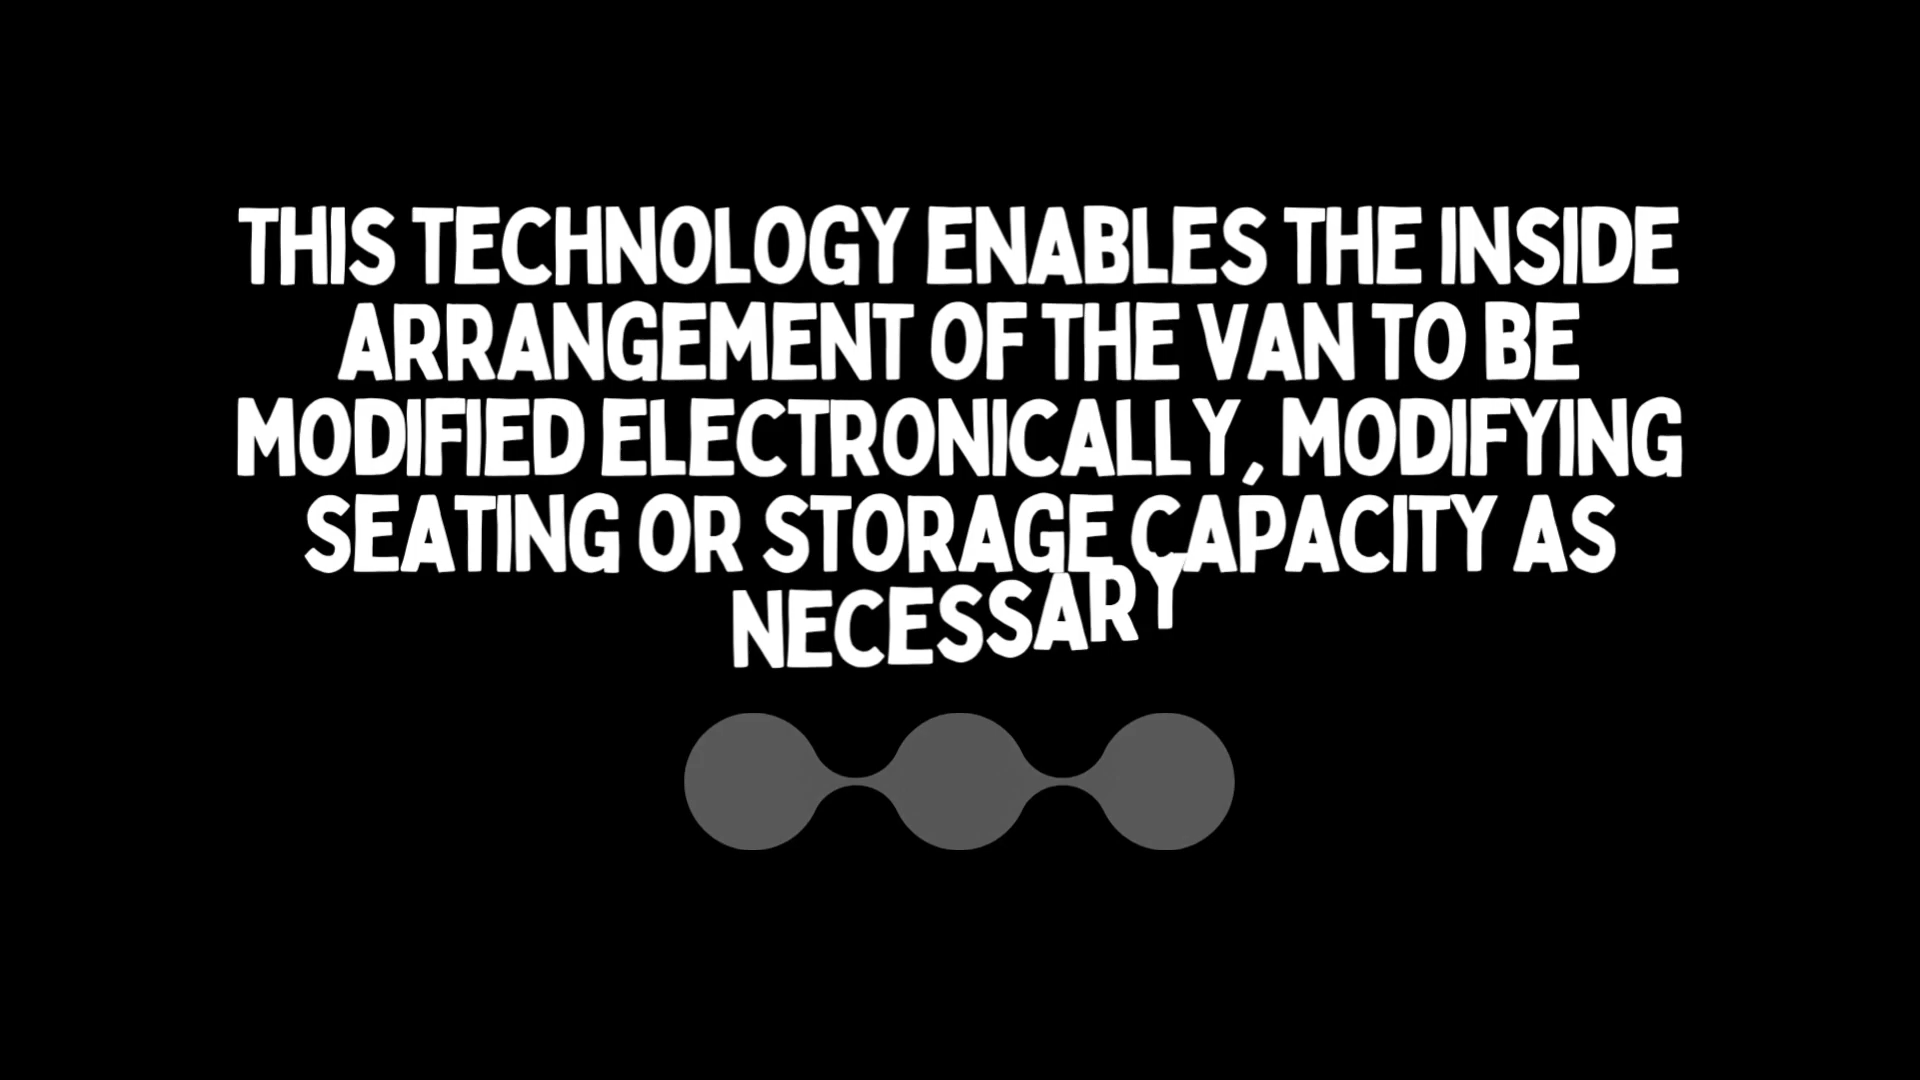 THIS TECHNOLOGY ENABLES THE INSIDE
ARRANGEMENT OF THE VAN TO BE
MODIFIED ELECTRONICALLY, MODIFYING
SEATING OR STORAGE CAPACITY AS
NECESSARY